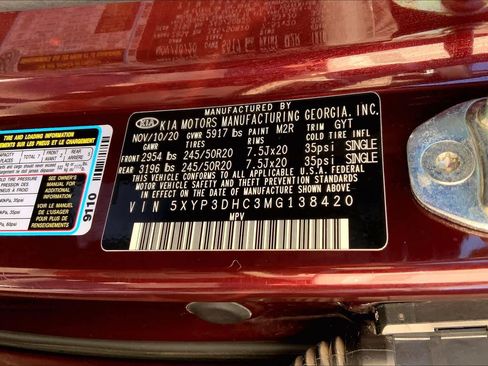 MANUFACTURED BY
KIA KIA MOTORS MANUFACTURING GEORGIA, INC.
NOV/10/20 GVWR 5917 lbs PAINT M2R TRIM GYT
GAWR TIRES RIMS COLD TIRE INFL
FRONT 2954 lbs 245/50R20 7.5Jx20 35psi SINGLE
REAR 3196 lbs 245/50R20 7.5Jx20 35psi SINGLE
THIS VEHICLE CONFORMS TO ALL APPLICABLE U.S.A. FEDERAL
MOTOR VEHICLE SAFETY, BUMPER, AND THEFT PREVENTION
STANDARDS IN EFFECT ON THE DATE OF MANUFACTURE SHOWN ABOVE.
VIN 5XYP3DHC3MG138420
MPV
TIRE AND LOADING INFORMATION
TOTAL 7
SEE OWNER'S
MANUAL FOR
ADDITIONAL
INFORMATION
9110